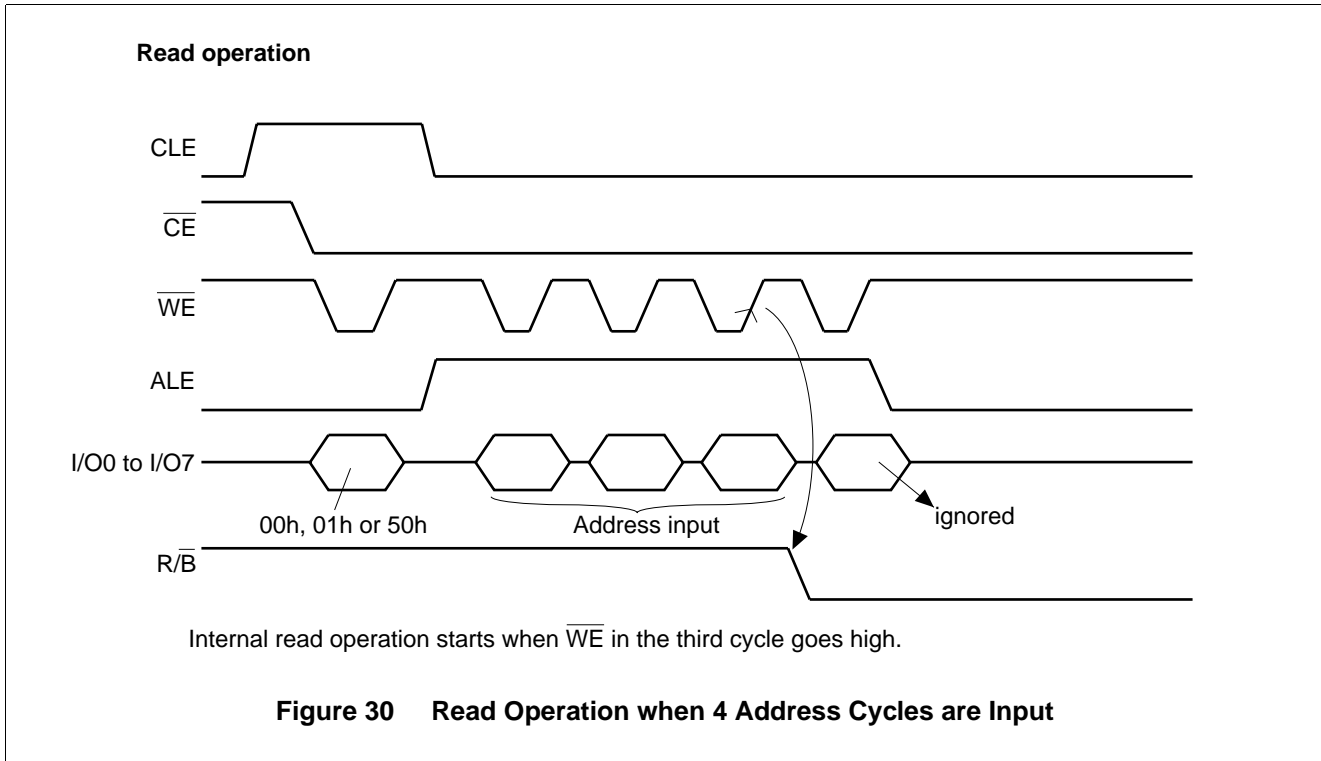 Read operation
CLE
CE
WE
ALE
I/O0 to I/O7
00h, 01h or 50h
Address input
ignored
R/B
Internal read operation starts when WE in the third cycle goes high.
Figure 30 Read Operation when 4 Address Cycles are Input